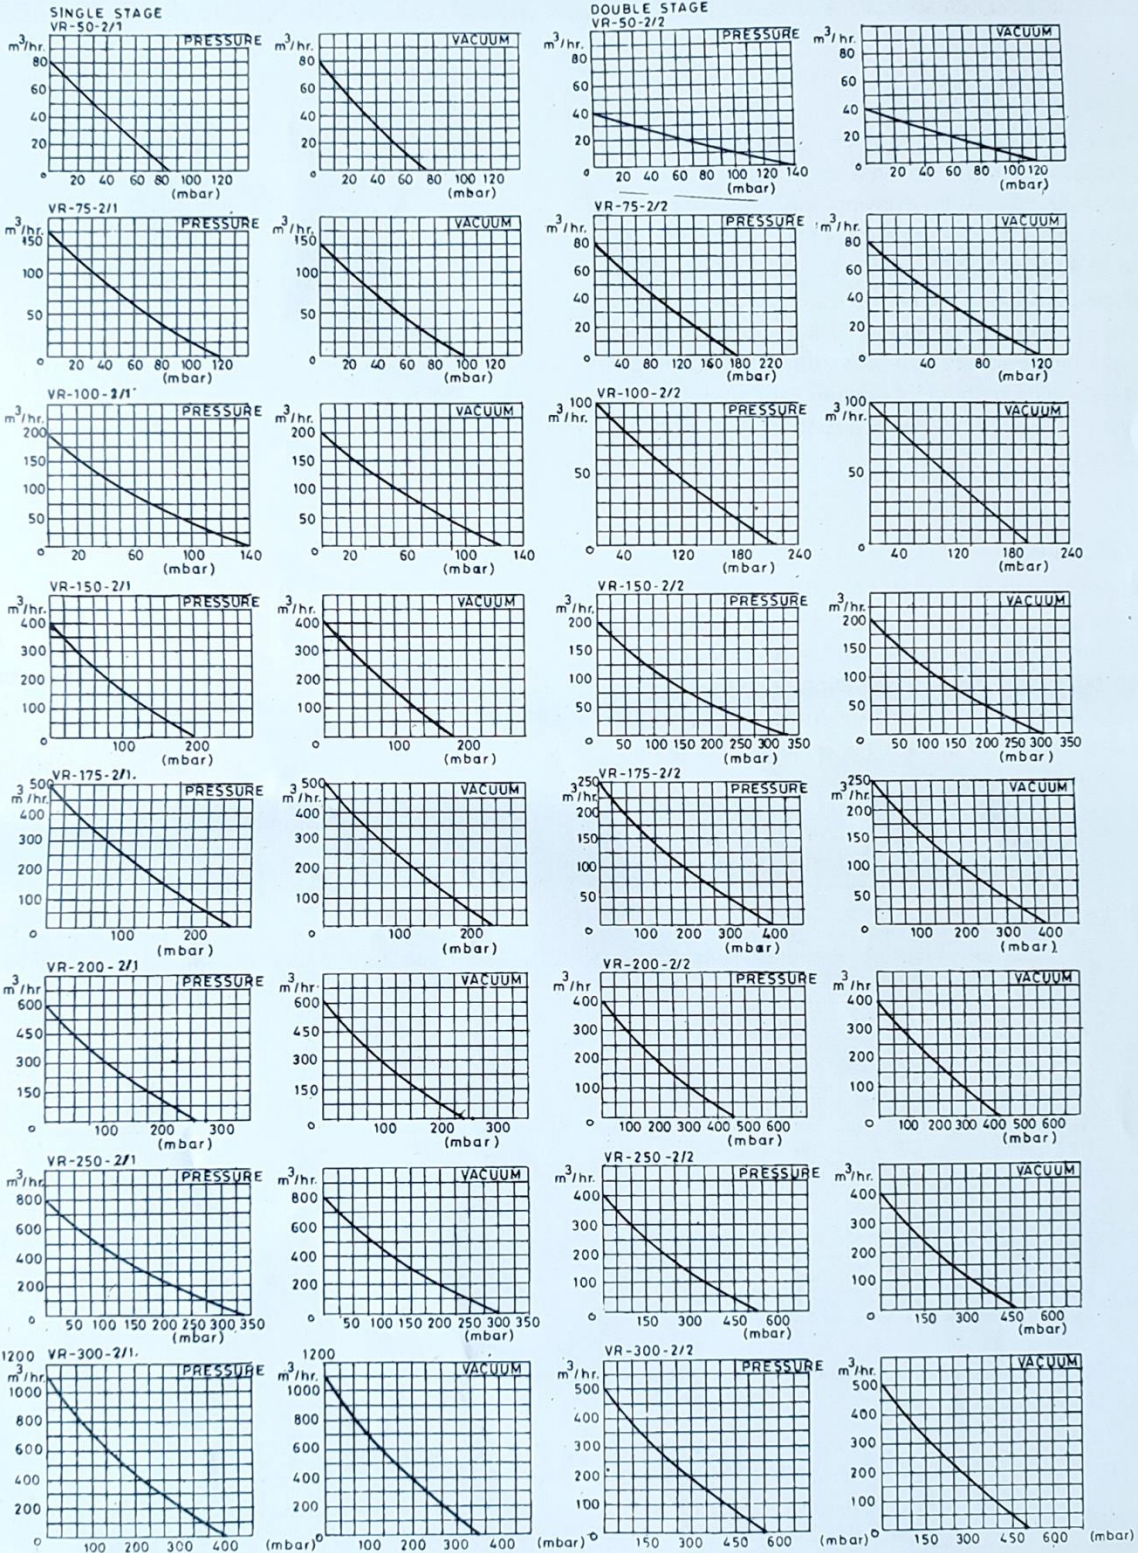 SINGLE STAGE
VR-50-2/1
m³/hr. PRESSURE
80
60
40
20
0
20 40 60 80 100 120
(mbar)
m³/hr. VACUUM
80
60
40
20
0
20 40 60 80 100 120
(mbar)
DOUBLE STAGE
VR-50-2/2
m³/hr. PRESSURE
80
60
40
20
0
20 40 60 80 100 120 140
(mbar)
m³/hr. VACUUM
80
60
40
20
0
20 40 60 80 100 120
(mbar)
VR-75-2/1
m³/hr. PRESSURE
150
100
50
0
20 40 60 80 100 120
(mbar)
m³/hr. VACUUM
150
100
50
0
20 40 60 80 100 120
(mbar)
VR-75-2/2
m³/hr. PRESSURE
80
60
40
20
0
40 80 120 160 180 220
(mbar)
m³/hr. VACUUM
80
60
40
20
0
40 80 120
(mbar)
VR-100-2/1
m³/hr. PRESSURE
200
150
100
50
0
20 60 100 140
(mbar)
m³/hr. VACUUM
200
150
100
50
0
20 60 100 140
(mbar)
VR-100-2/2
100
m³/hr. PRESSURE
50
0
40 120 180 240
(mbar)
100
m³/hr. VACUUM
50
0
40 120 180 240
(mbar)
VR-150-2/1
m³/hr. PRESSURE
400
300
200
100
0
100 200
(mbar)
m³/hr. VACUUM
400
300
200
100
0
100 200
(mbar)
VR-150-2/2
m³/hr. PRESSURE
200
150
100
50
0
50 100 150 200 250 300 350
(mbar)
m³/hr. VACUUM
200
150
100
50
0
50 100 150 200 250 300 350
(mbar)
VR-175-2/1.
500
m³/hr. PRESSURE
400
300
200
100
0
100 200
(mbar)
500
m³/hr. VACUUM
400
300
200
100
0
100 200
(mbar)
VR-175-2/2
250
m³/hr. PRESSURE
200
150
100
50
0
100 200 300 400
(mbar)
250
m³/hr VACUUM
200
150
100
50
0
100 200 300 400
(mbar)
VR-200-2/1
m³/hr PRESSURE
600
450
300
150
0
100 200 300
(mbar)
m³/hr. VACUUM
600
450
300
150
0
100 200 300
(mbar)
VR-200-2/2
m³/hr. PRESSURE
400
300
200
100
0
100 200 300 400 500 600
(mbar)
m³/hr VACUUM
400
300
200
100
0
100 200 300 400 500 600
(mbar)
VR-250-2/1
m³/hr. PRESSURE
800
600
400
200
0
50 100 150 200 250 300 350
(mbar)
m³/hr. VACUUM
800
600
400
200
0
50 100 150 200 250 300 350
(mbar)
VR-250-2/2
m³/hr. PRESSURE
400
300
200
100
0
150 300 450 600
(mbar)
m³/hr. VACUUM
400
300
200
100
0
150 300 450 600
(mbar)
VR-300-2/1.
1200
m³/hr. PRESSURE
1000
800
600
400
200
0
100 200 300 400 (mbar)
1200
m³/hr. VACUUM
1000
800
600
400
200
0
100 200 300 400 (mbar)
VR-300-2/2
m³/hr. PRESSURE
500
400
300
200
100
0
150 300 450 600 (mbar)
m³/hr. VACUUM
500
400
300
200
100
0
150 300 450 600 (mbar)